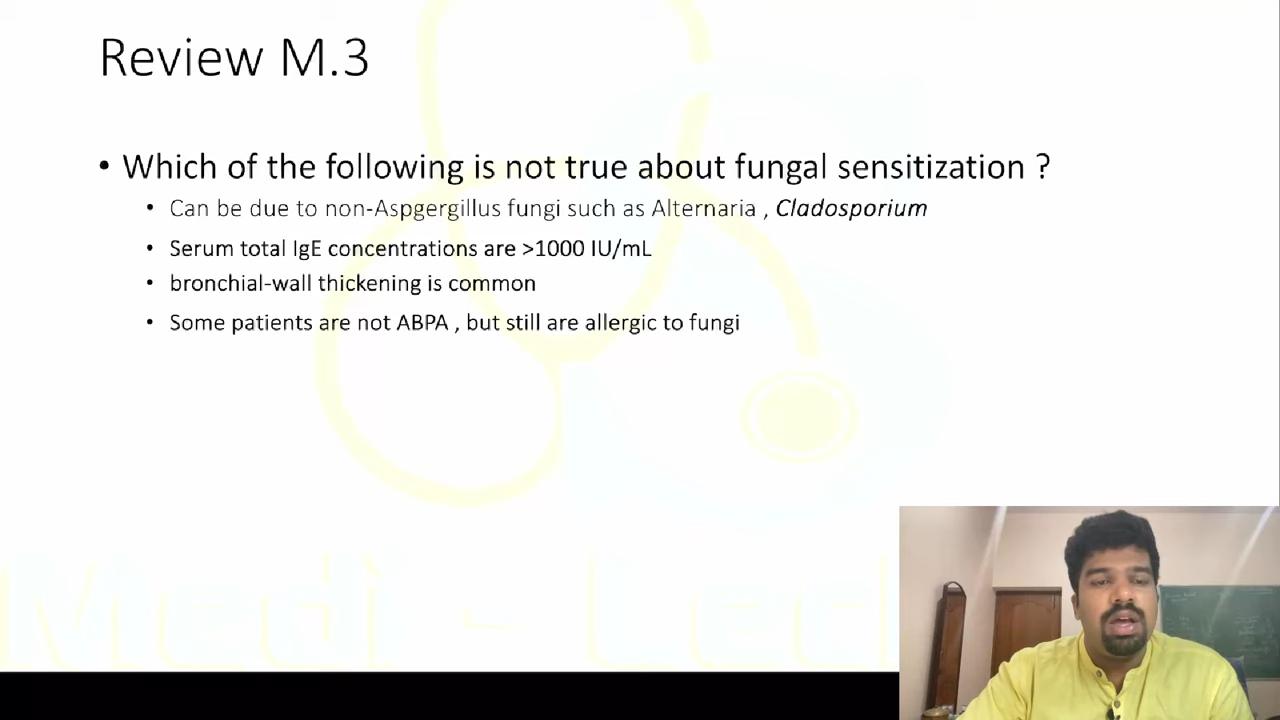 Review M.3
• Which of the following is not true about fungal sensitization ?
• Can be due to non-Aspgergillus fungi such as Alternaria , Cladosporium
• Serum total IgE concentrations are >1000 IU/mL
• bronchial-wall thickening is common
• Some patients are not ABPA , but still are allergic to fungi
Medi - Lec